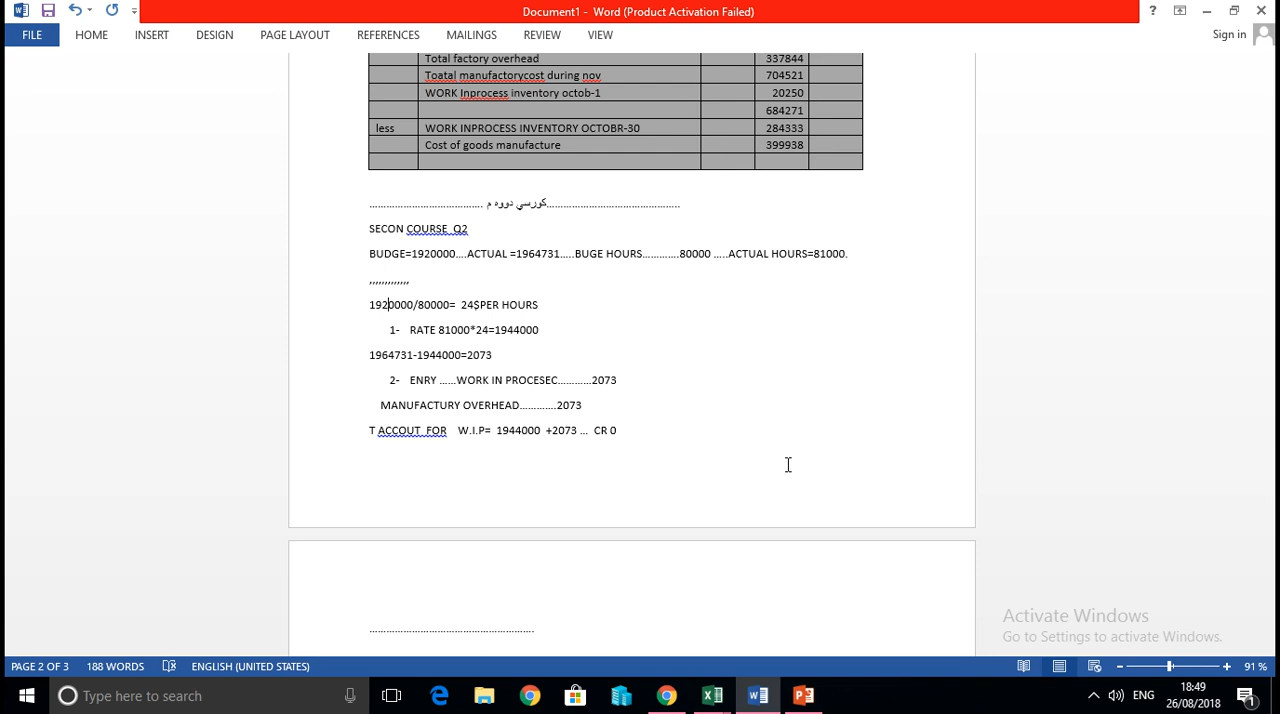 Document1 - Word (Product Activation Failed)
FILE HOME INSERT DESIGN PAGE LAYOUT REFERENCES MAILINGS REVIEW VIEW Sign in
Total factory overhead 337844
Toatal manufactorycost during nov 704521
WORK Inprocess inventory octob-1 20250
684271
less WORK INPROCESS INVENTORY OCTOBR-30 284333
Cost of goods manufacture 399938
...................................... كورسي دووه م.............................................
SECON COURSE Q2
BUDGE=1920000....ACTUAL =1964731.....BUGE HOURS............80000 .....ACTUAL HOURS=81000.
,,,,,,,,,,,,,
1920000/80000= 24$PER HOURS
1- RATE 81000*24=1944000
1964731-1944000=2073
2- ENRY ......WORK IN PROCESEC............2073
MANUFACTURY OVERHEAD.............2073
T ACCOUT FOR W.I.P= 1944000 +2073 ... CR 0
.......................................................
Activate Windows
Go to Settings to activate Windows.
PAGE 2 OF 3 188 WORDS ENGLISH (UNITED STATES) 91 %
Type here to search
ENG
18:49
26/08/2018
1